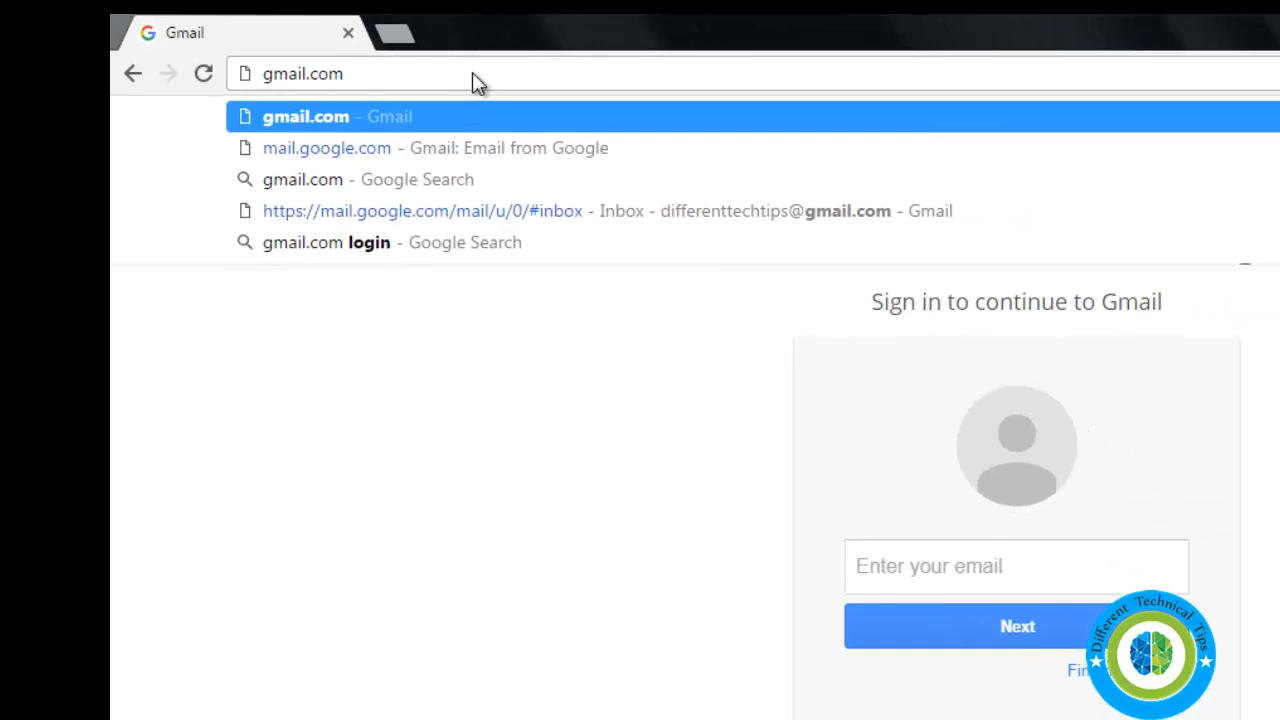 Gmail
gmail.com
gmail.com - Gmail
mail.google.com - Gmail: Email from Google
gmail.com - Google Search
https://mail.google.com/mail/u/0/#inbox - Inbox - differenttechtips@gmail.com - Gmail
gmail.com login - Google Search
Sign in to continue to Gmail
Enter your email
Next
Different Technical Tips